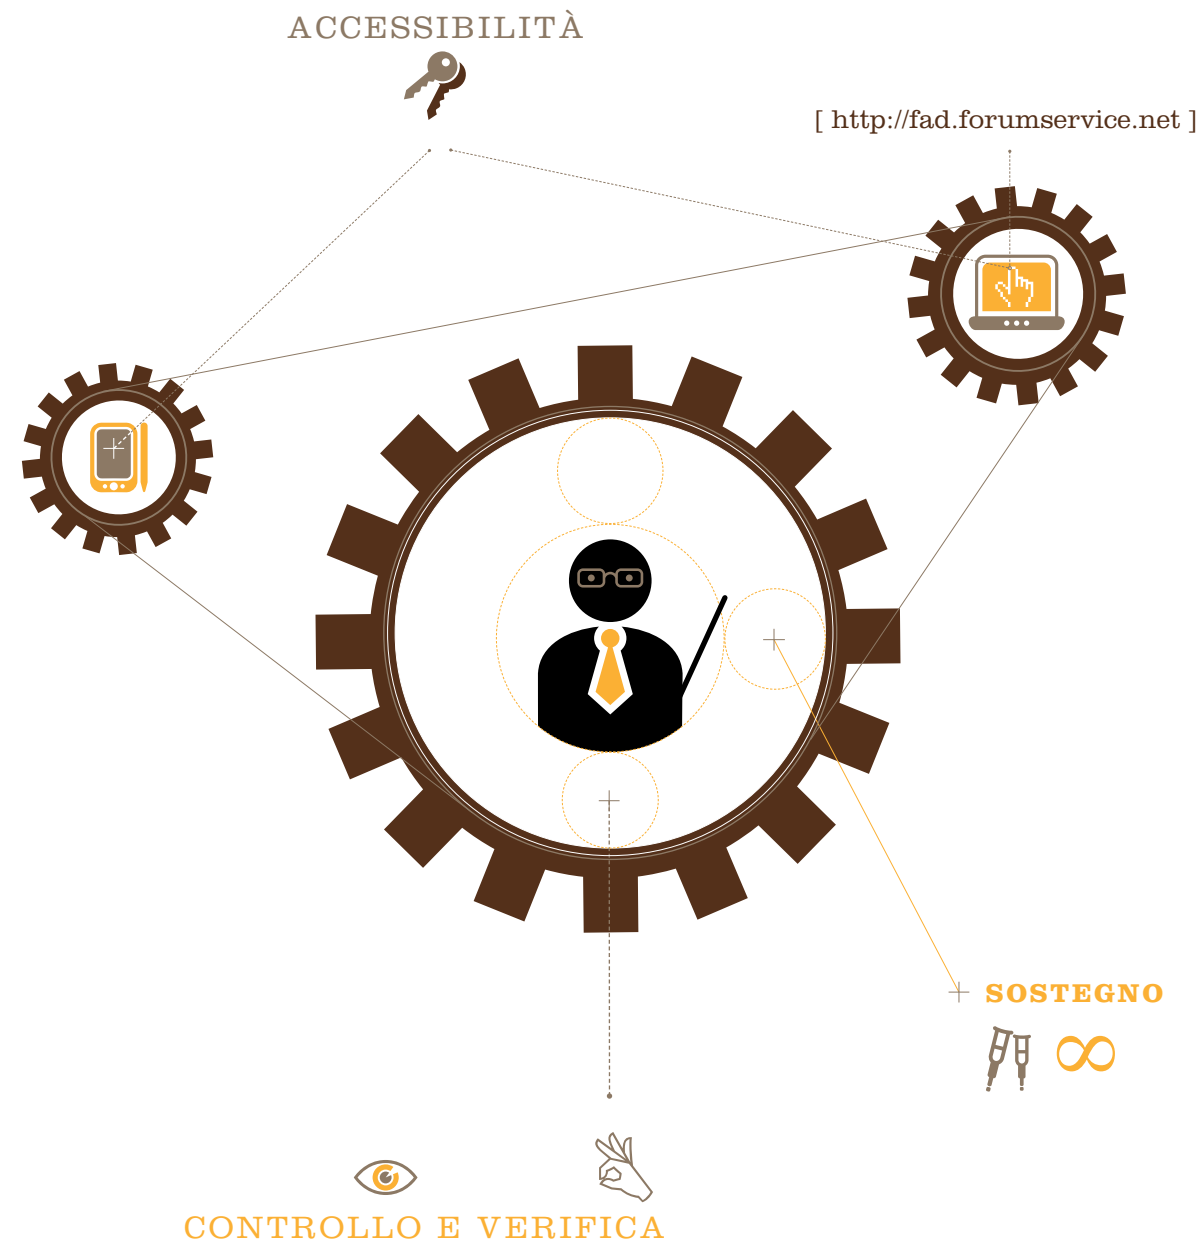 ACCESSIBILITÀ
[ http://fad.forumservice.net ]
SOSTEGNO
CONTROLLO E VERIFICA